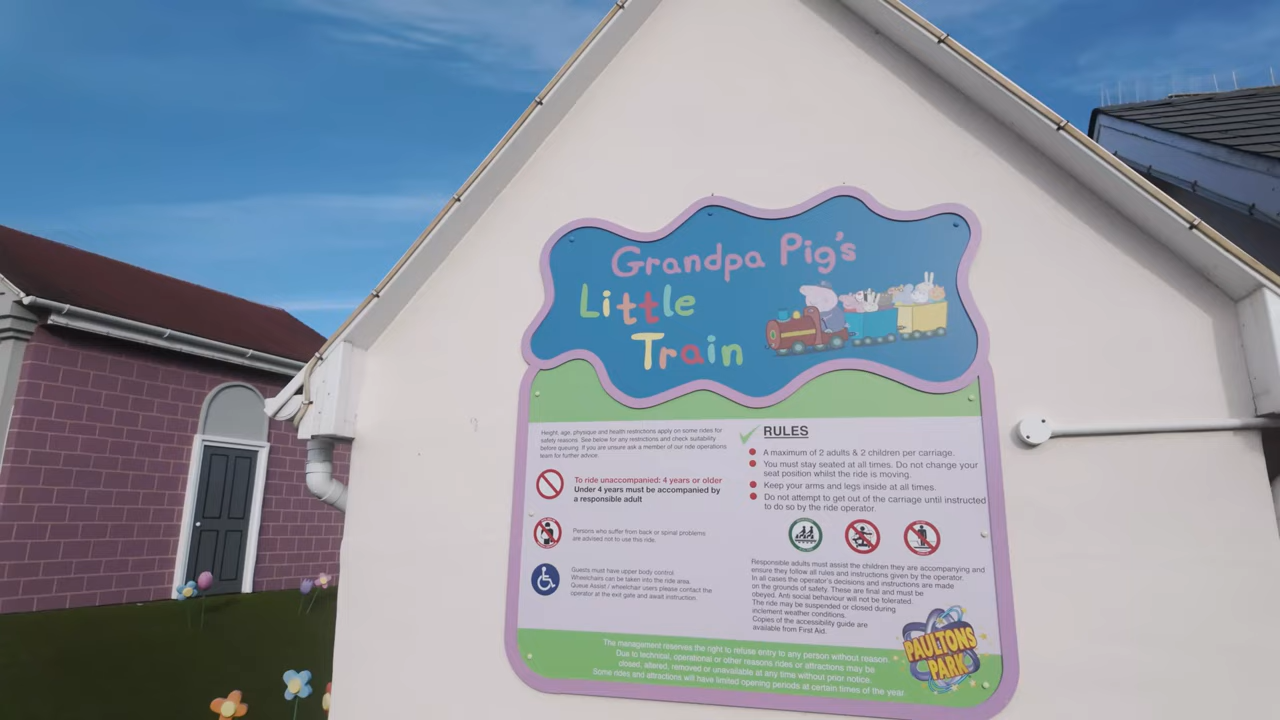 Grandpa Pig's
Little
Train
Height, age, physique and health restrictions apply on some rides for
safety reasons. See below for any restrictions and check suitability
before queuing. If you are unsure ask a member of our ride operations
team for further advice.
To ride unaccompanied: 4 years or older
Under 4 years must be accompanied by
a responsible adult
Persons who suffer from back or spinal problems
are advised not to use this ride.
Guests must have upper body control.
Wheelchairs can be taken into the ride area.
Queue Assist / wheelchair users please contact the
operator at the exit gate and await instruction.
RULES
A maximum of 2 adults & 2 children per carriage.
You must stay seated at all times. Do not change your
seat position whilst the ride is moving.
Keep your arms and legs inside at all times.
Do not attempt to get out of the carriage until instructed
to do so by the ride operator.
Responsible adults must assist the children they are accompanying and
ensure they follow all rules and instructions given by the operator.
In all cases the operator's decisions and instructions are made
on the grounds of safety. These are final and must be
obeyed. Anti social behaviour will not be tolerated.
The ride may be suspended or closed during
inclement weather conditions.
Copies of the accessibility guide are
available from First Aid.
PAULTONS
PARK
The management reserves the right to refuse entry to any person without reason.
Due to technical, operational or other reasons rides or attractions may be
closed, altered, removed or unavailable at any time without prior notice.
Some rides and attractions will have limited opening periods at certain times of the year.